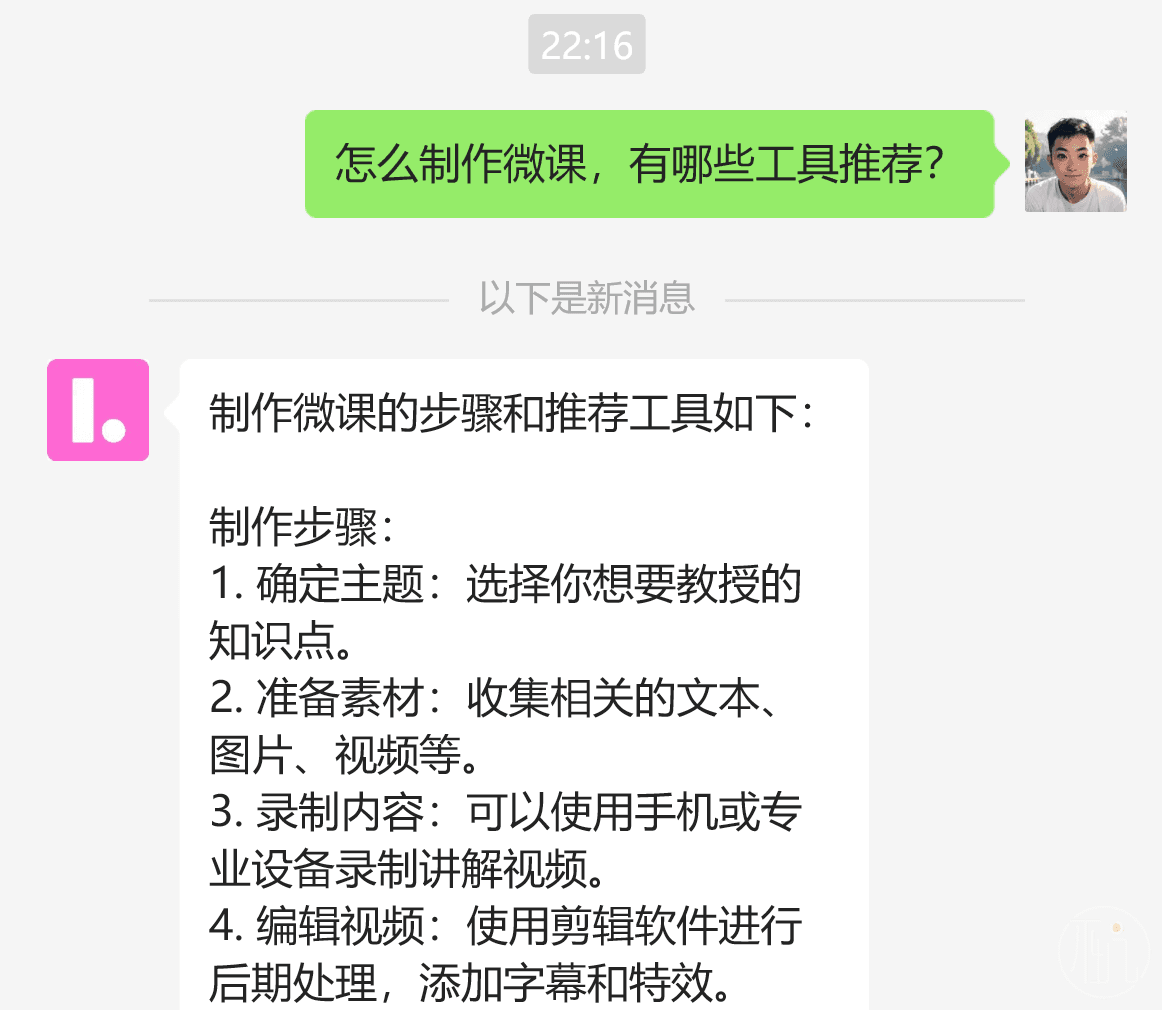 22:16
怎么制作微课，有哪些工具推荐？
以下是新消息
制作微课的步骤和推荐工具如下：
制作步骤：
1. 确定主题：选择你想要教授的
知识点。
2. 准备素材：收集相关的文本、
图片、视频等。
3. 录制内容：可以使用手机或专
业设备录制讲解视频。
4. 编辑视频：使用剪辑软件进行
后期处理，添加字幕和特效。